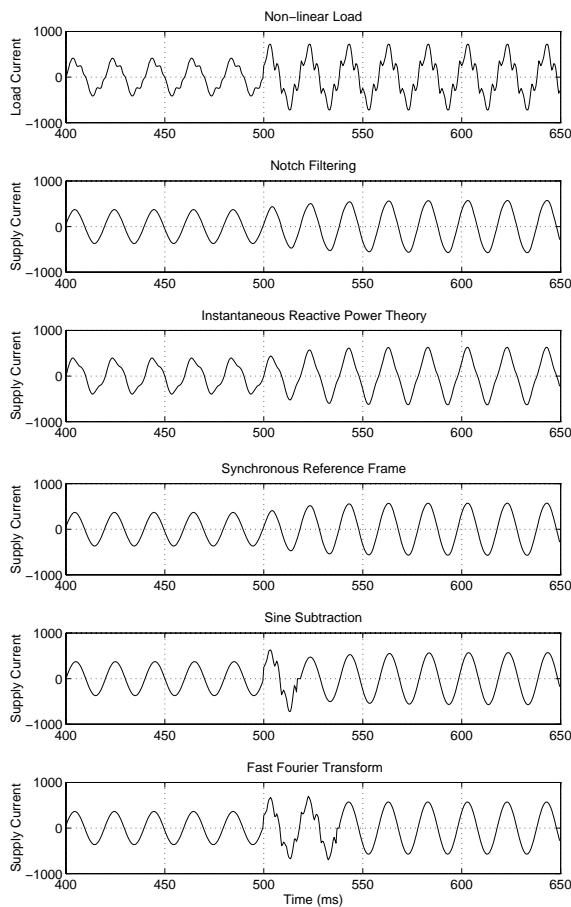 Non-linear Load
Load Current
1000
0
−1000
400 450 500 550 600 650
Notch Filtering
Supply Current
1000
0
−1000
400 450 500 550 600 650
Instantaneous Reactive Power Theory
Supply Current
1000
0
−1000
400 450 500 550 600 650
Synchronous Reference Frame
Supply Current
1000
0
−1000
400 450 500 550 600 650
Sine Subtraction
Supply Current
1000
0
−1000
400 450 500 550 600 650
Fast Fourier Transform
Supply Current
1000
0
−1000
400 450 500 550 600 650
Time (ms)